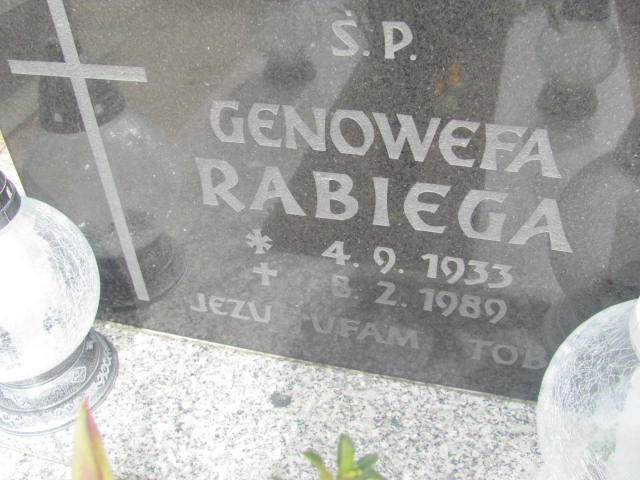 Ś.P.
GENOWEFA
RABIEGA
* 4. 9. 1933
† 8. 2. 1989
JEZU UFAM TOB